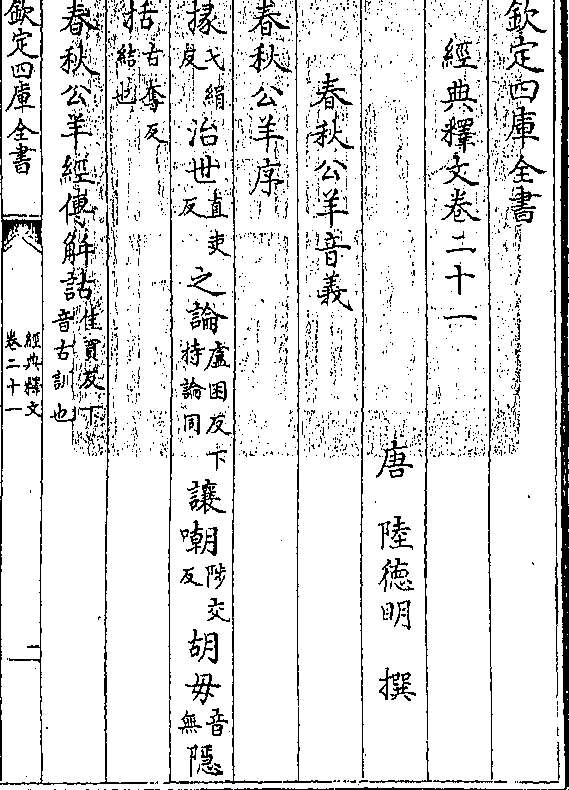 欽定四庫全書
經典釋文卷二十一
唐 陸德明 撰
春秋公羊音義
春秋公羊序
掾弋絹反治世直吏反之論盧困反下持論同讓嘲陟交反胡毋音無隱
括古奪反結也
春秋公羊經傳解詁佳買反下音古訓也
欽定四庫全書
經典釋文
卷二十一
一